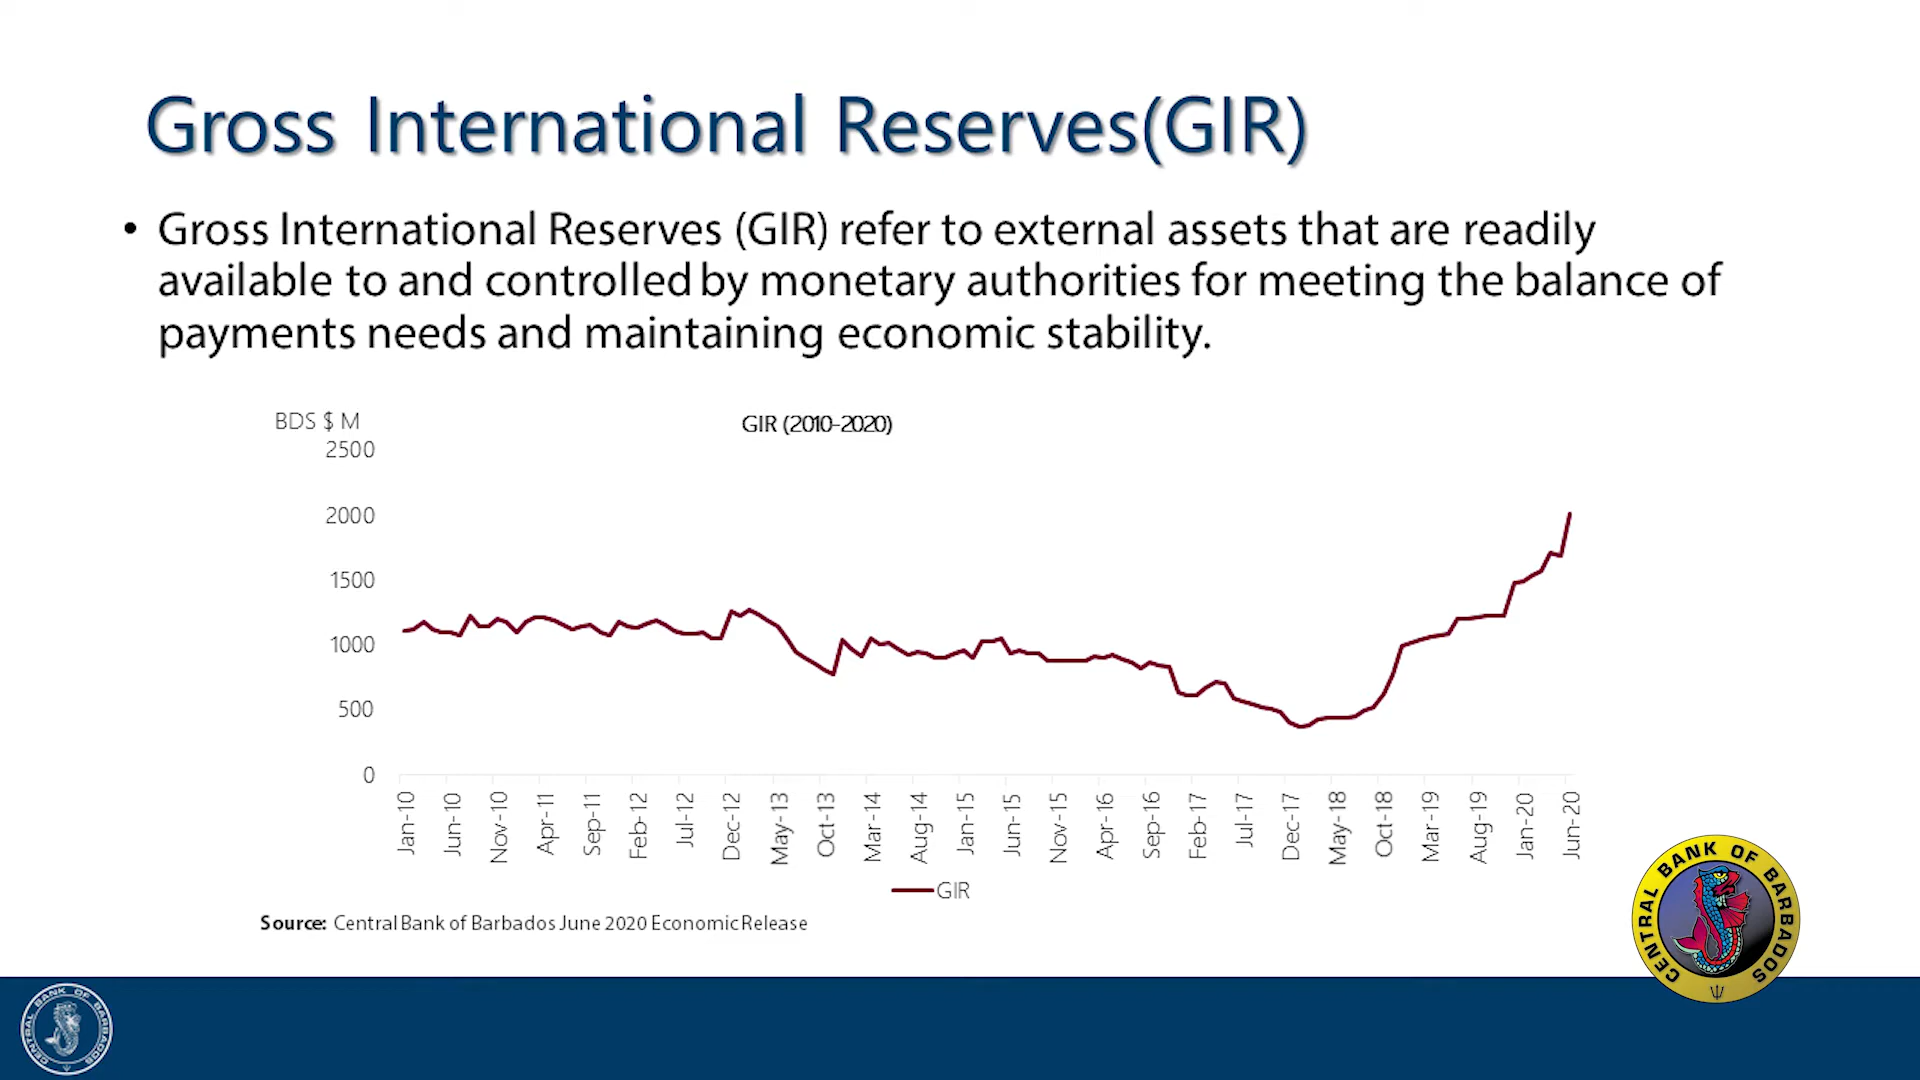 Gross International Reserves(GIR)
• Gross International Reserves (GIR) refer to external assets that are readily
available to and controlled by monetary authorities for meeting the balance of
payments needs and maintaining economic stability.
BDS $ M
GIR (2010-2020)
2500
2000
1500
1000
500
0
Jan-10
Jun-10
Nov-10
Apr-11
Sep-11
Feb-12
Jul-12
Dec-12
May-13
Oct-13
Mar-14
Aug-14
Jan-15
Jun-15
Nov-15
Apr-16
Sep-16
Feb-17
Jul-17
Dec-17
May-18
Oct-18
Mar-19
Aug-19
Jan-20
Jun-20
GIR
Source: Central Bank of Barbados June 2020 Economic Release
CENTRAL BANK OF BARBADOS
CENTRAL BANK OF BARBADOS